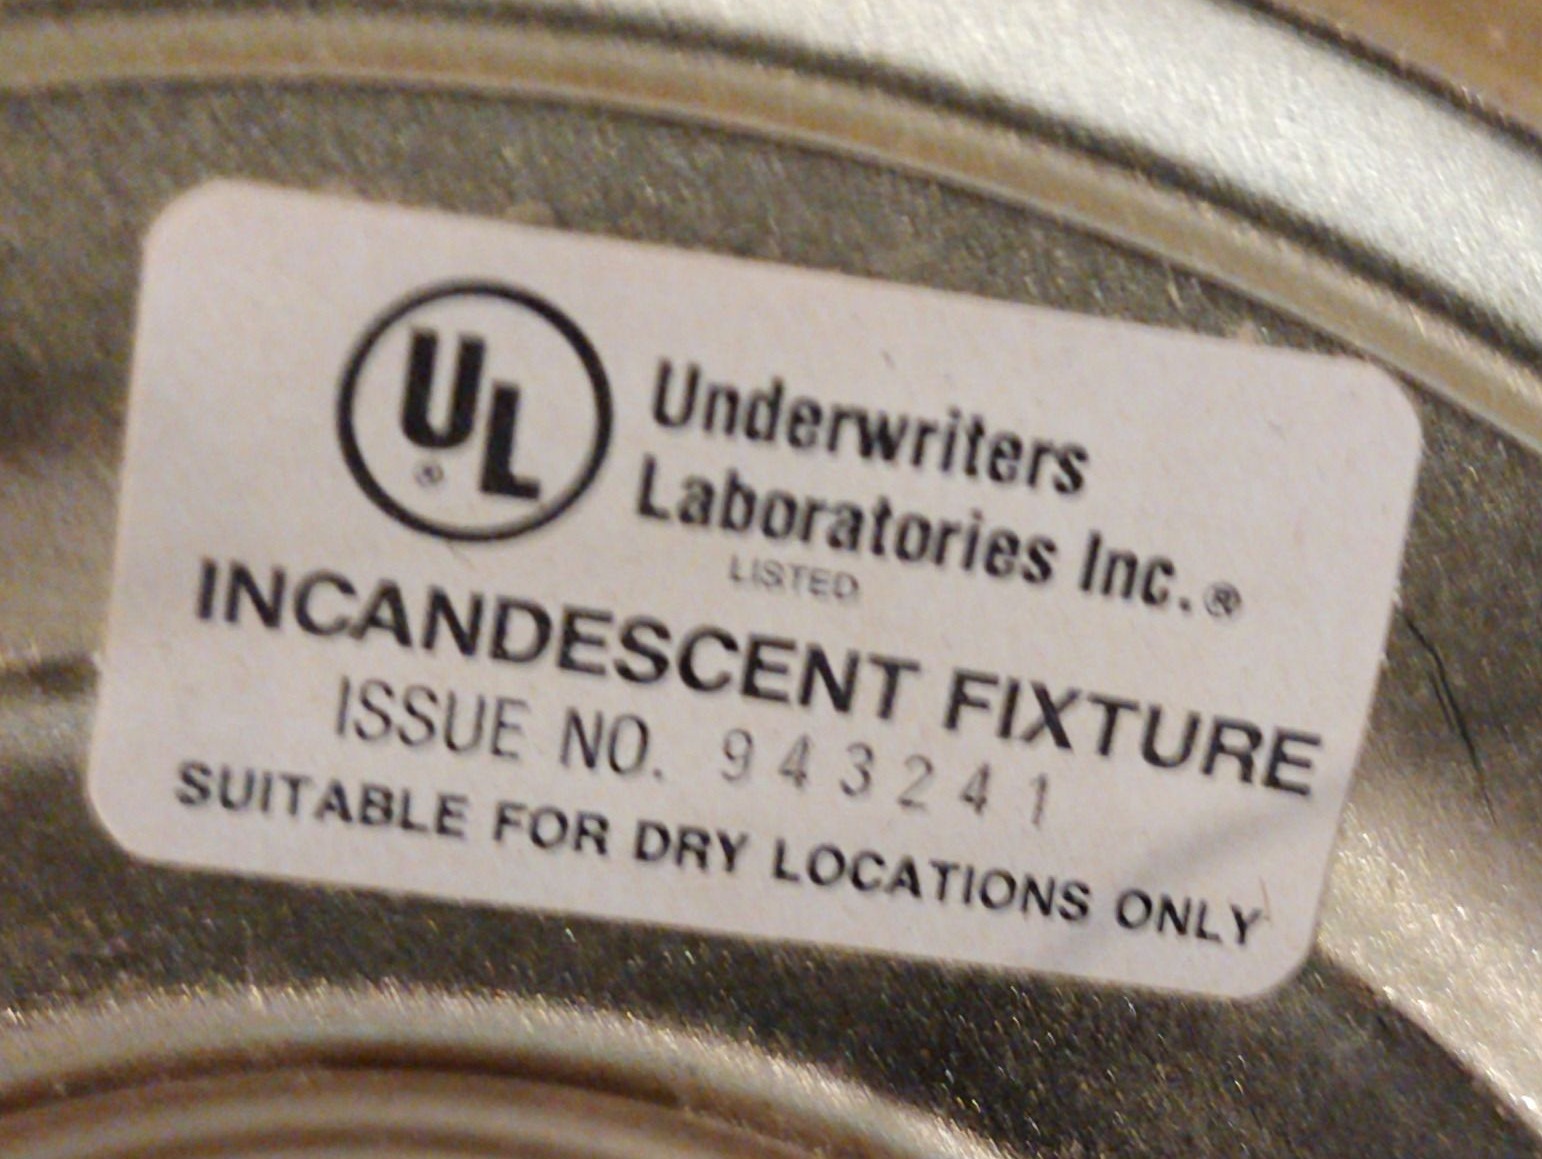 UL®
Underwriters
Laboratories Inc.®
LISTED
INCANDESCENT FIXTURE
ISSUE NO. 943241
SUITABLE FOR DRY LOCATIONS ONLY